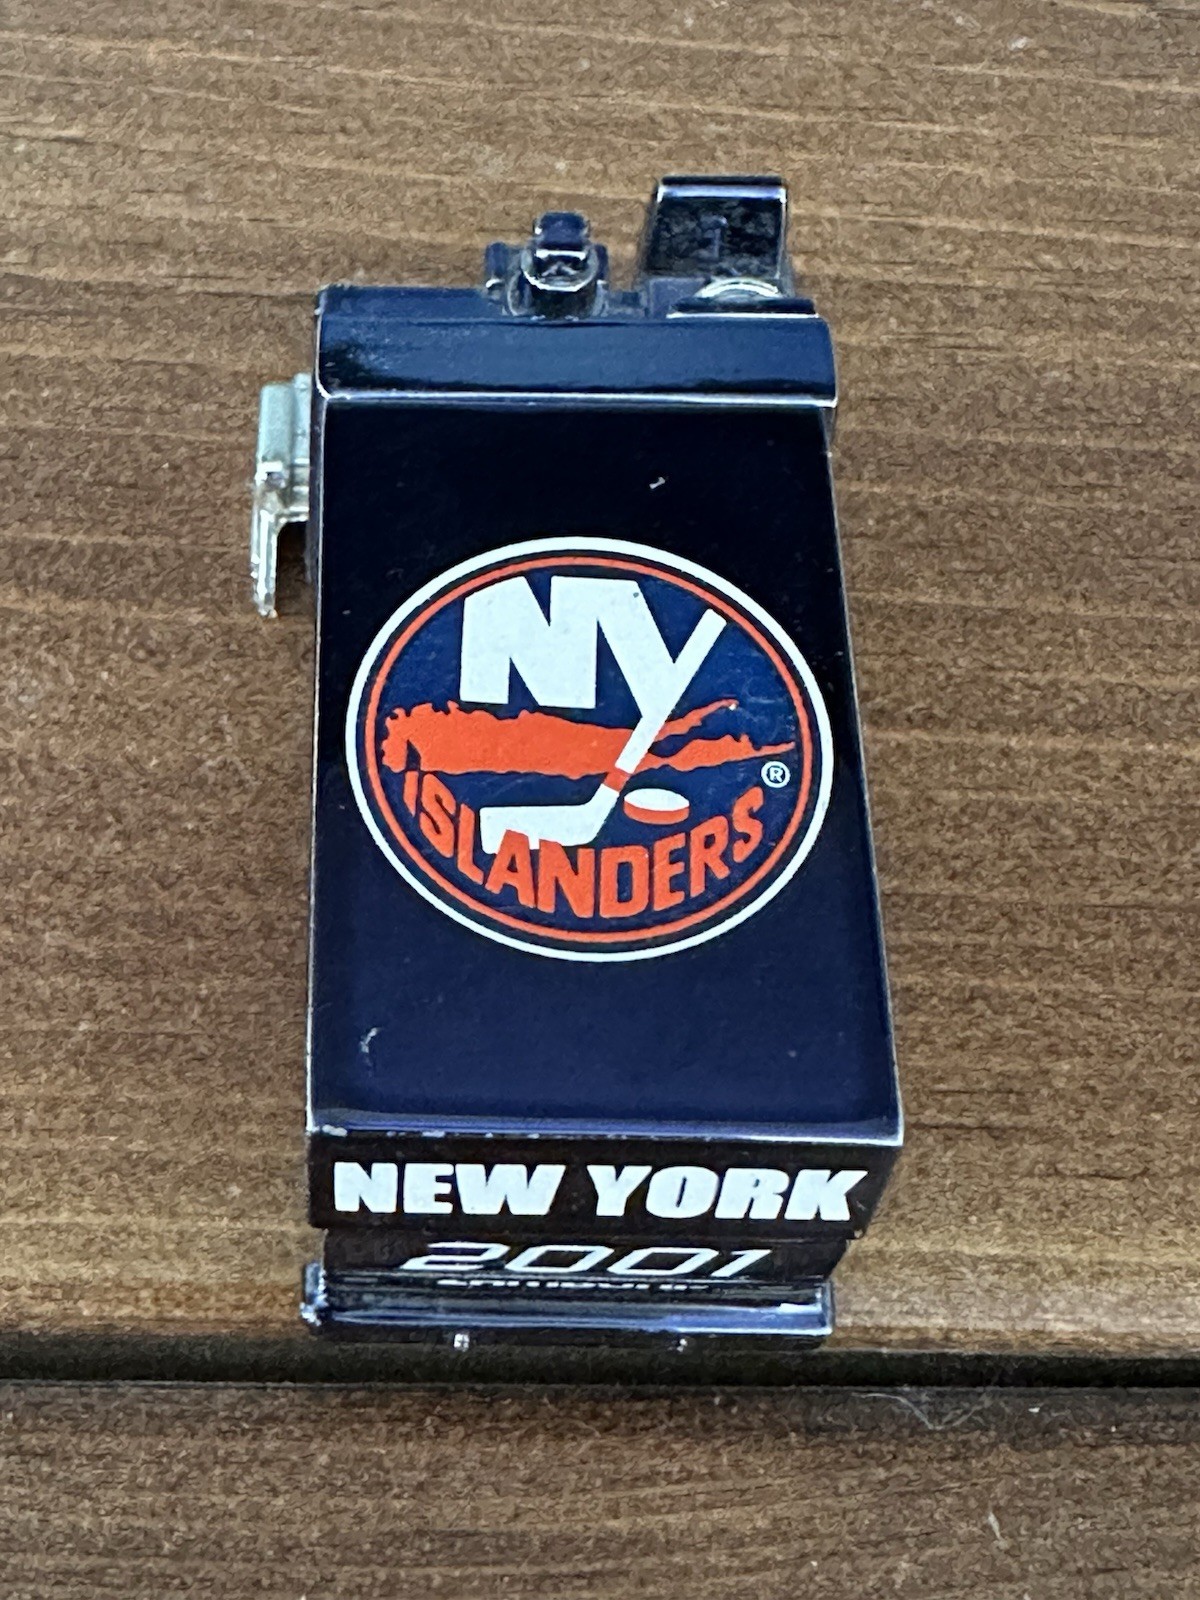 NY
ISLANDERS
®
NEW YORK
2001